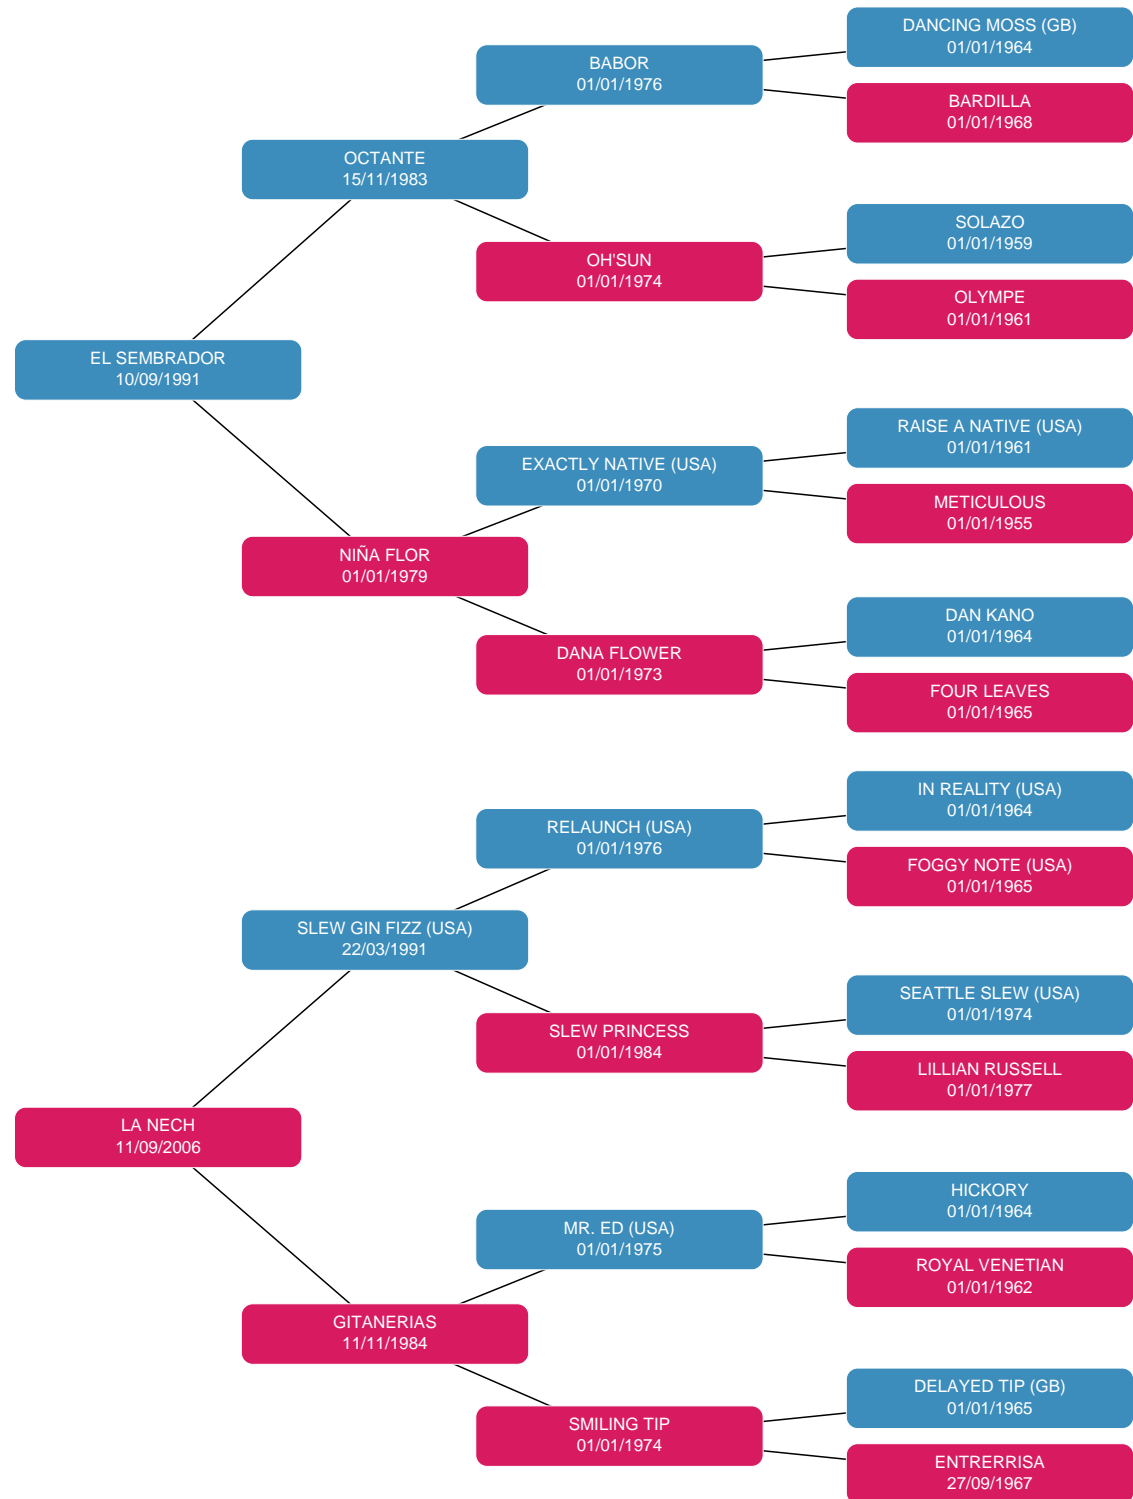 DANCING MOSS (GB)
01/01/1964
BABOR
01/01/1976
BARDILLA
01/01/1968
OCTANTE
15/11/1983
SOLAZO
01/01/1959
OH'SUN
01/01/1974
OLYMPE
01/01/1961
EL SEMBRADOR
10/09/1991
RAISE A NATIVE (USA)
01/01/1961
EXACTLY NATIVE (USA)
01/01/1970
METICULOUS
01/01/1955
NIÑA FLOR
01/01/1979
DAN KANO
01/01/1964
DANA FLOWER
01/01/1973
FOUR LEAVES
01/01/1965
IN REALITY (USA)
01/01/1964
RELAUNCH (USA)
01/01/1976
FOGGY NOTE (USA)
01/01/1965
SLEW GIN FIZZ (USA)
22/03/1991
SEATTLE SLEW (USA)
01/01/1974
SLEW PRINCESS
01/01/1984
LILLIAN RUSSELL
01/01/1977
LA NECH
11/09/2006
HICKORY
01/01/1964
MR. ED (USA)
01/01/1975
ROYAL VENETIAN
01/01/1962
GITANERIAS
11/11/1984
DELAYED TIP (GB)
01/01/1965
SMILING TIP
01/01/1974
ENTRERRISA
27/09/1967